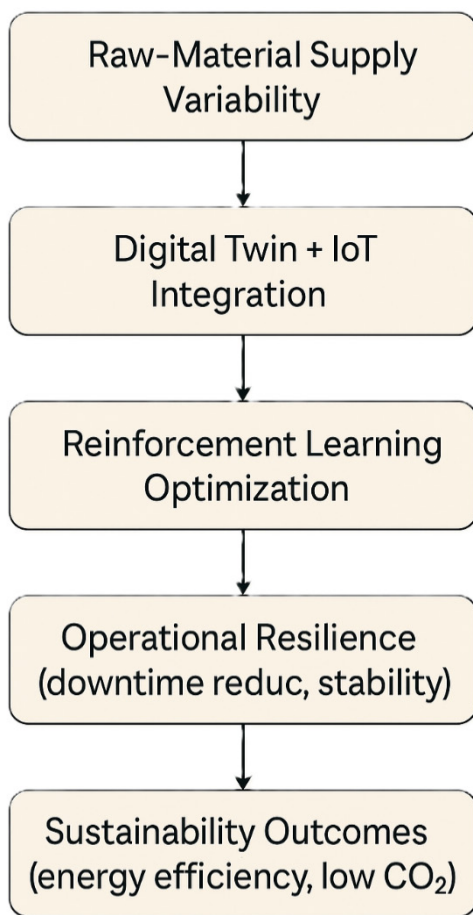 Raw-Material Supply
Variability
Digital Twin + IoT
Integration
Reinforcement Learning
Optimization
Operational Resilience
(downtime reduc, stability)
Sustainability Outcomes
(energy efficiency, low CO₂)